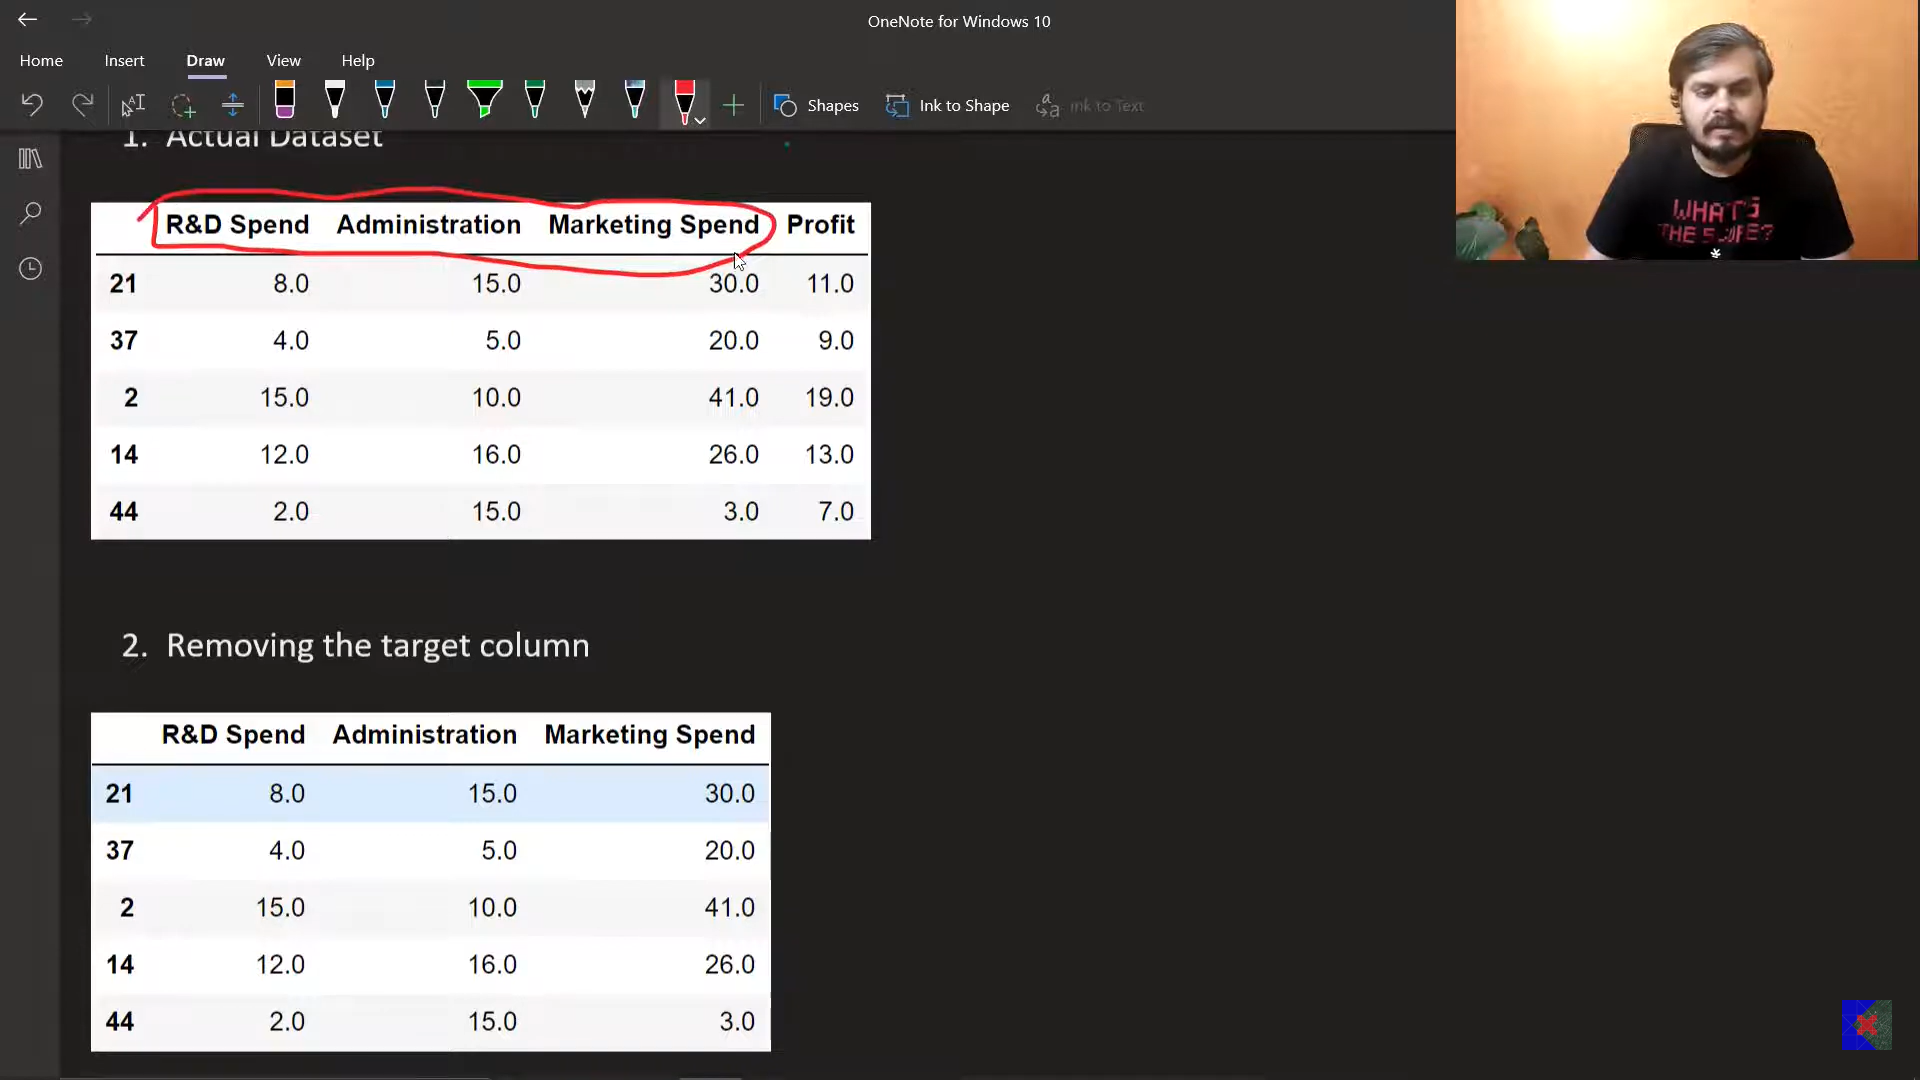 OneNote for Windows 10
Home Insert Draw View Help
Shapes Ink to Shape Ink to Text
1. Actual Dataset
R&D Spend Administration Marketing Spend Profit
21 8.0 15.0 30.0 11.0
37 4.0 5.0 20.0 9.0
2 15.0 10.0 41.0 19.0
14 12.0 16.0 26.0 13.0
44 2.0 15.0 3.0 7.0
2. Removing the target column
R&D Spend Administration Marketing Spend
21 8.0 15.0 30.0
37 4.0 5.0 20.0
2 15.0 10.0 41.0
14 12.0 16.0 26.0
44 2.0 15.0 3.0
WHAT'S
THE